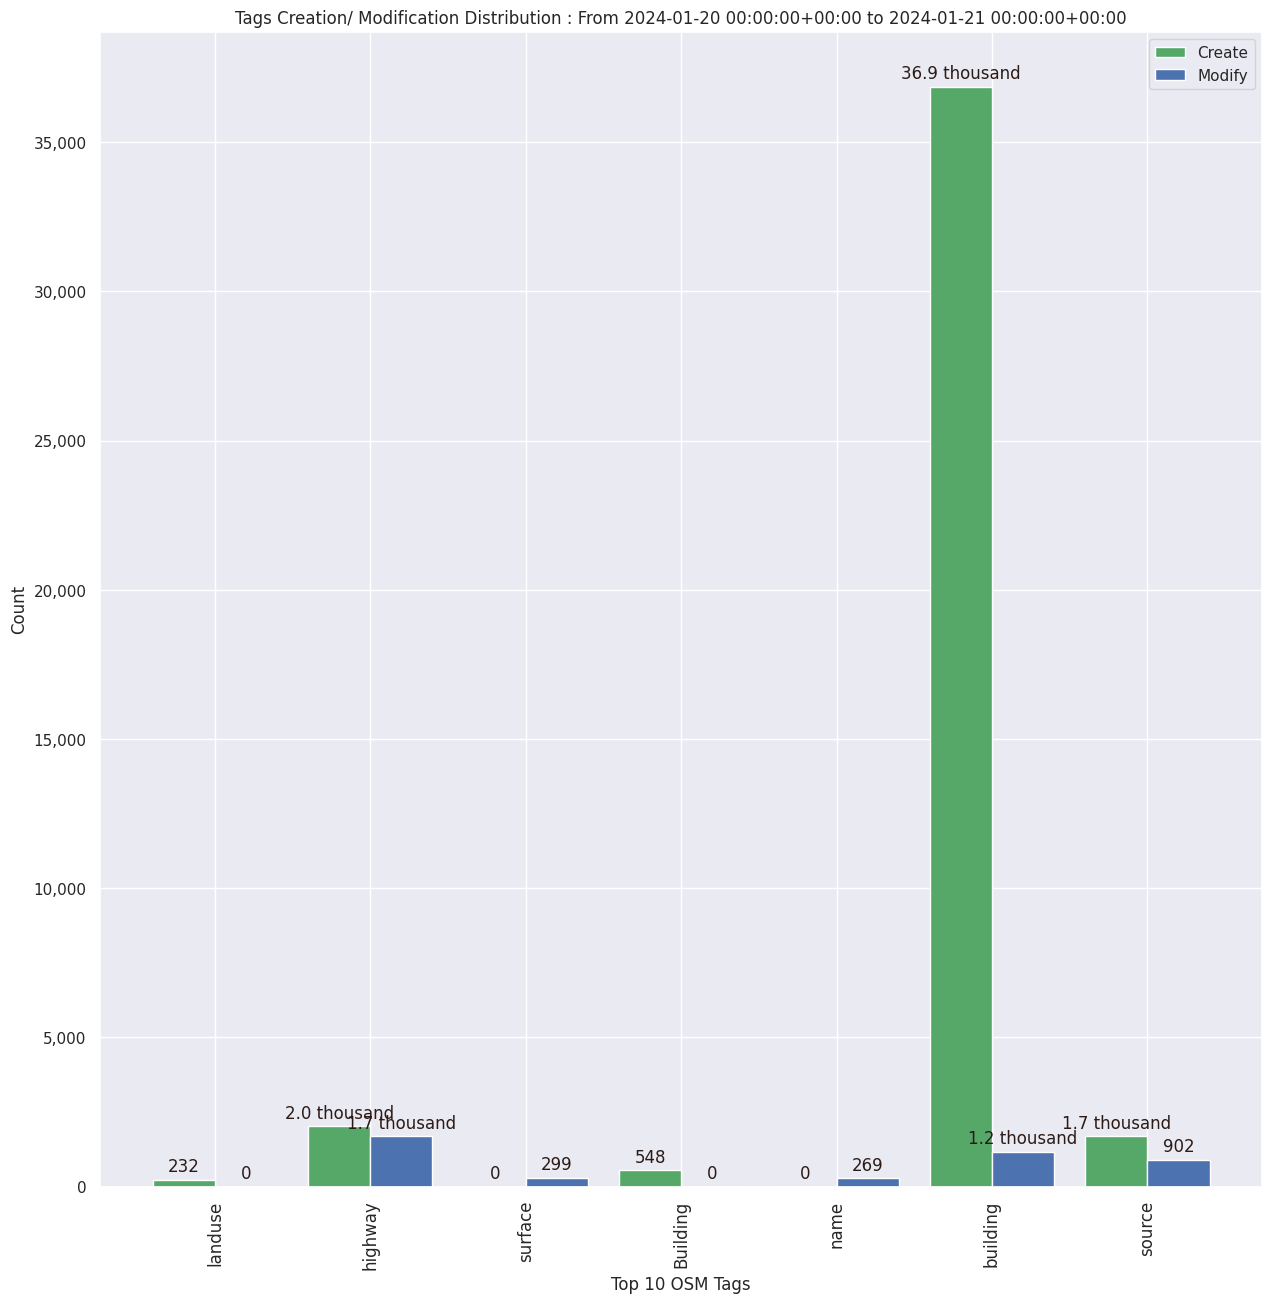 Tags Creation/ Modification Distribution : From 2024-01-20 00:00:00+00:00 to 2024-01-21 00:00:00+00:00
Create
Modify
36.9 thousand
35,000
30,000
25,000
20,000
15,000
10,000
5,000
0
Count
232
0
2.0 thousand
1.7 thousand
0
299
548
0
0
269
1.2 thousand
1.7 thousand
902
landuse
highway
surface
Building
name
building
source
Top 10 OSM Tags